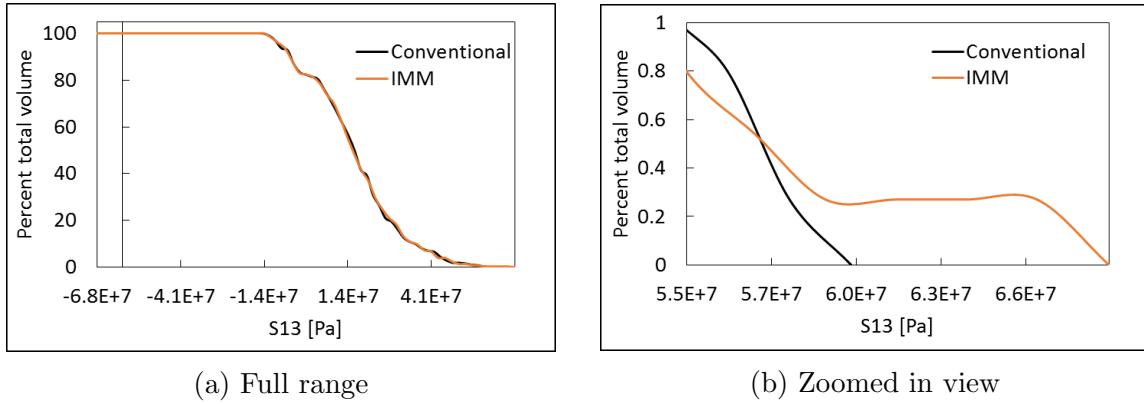 100
80
60
40
20
0
Percent total volume
Conventional
IMM
-6.8E+7 -4.1E+7 -1.4E+7 1.4E+7 4.1E+7
S13 [Pa]
(a) Full range
1
0.8
0.6
0.4
0.2
0
Percent total volume
Conventional
IMM
5.5E+7 5.7E+7 6.0E+7 6.3E+7 6.6E+7
S13 [Pa]
(b) Zoomed in view